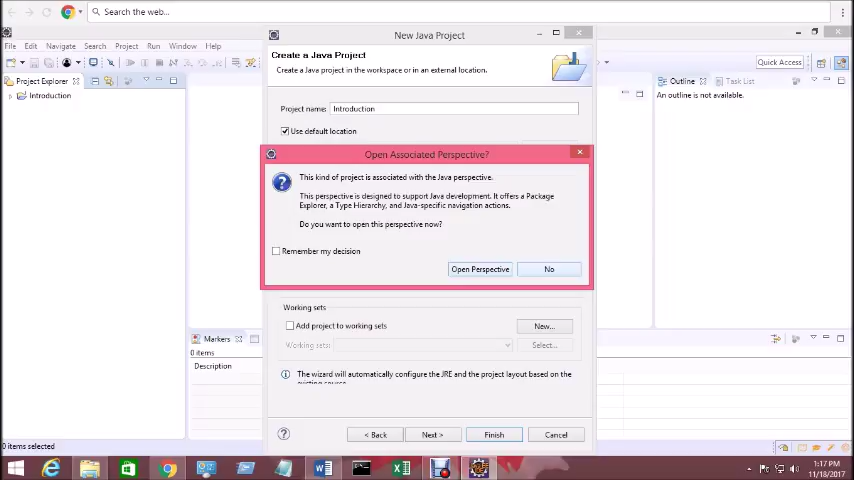 Search the web...
New Java Project
File Edit Navigate Search Project Run Window Help
Create a Java Project
Create a Java project in the workspace or in an external location.
Quick Access
Project Explorer
Outline
Task List
Introduction
An outline is not available.
Project name: Introduction
Use default location
Open Associated Perspective?
This kind of project is associated with the Java perspective.
This perspective is designed to support Java development. It offers a Package
Explorer, a Type Hierarchy, and Java-specific navigation actions.
Do you want to open this perspective now?
Remember my decision
Open Perspective
No
Working sets
Add project to working sets
New...
Working sets:
Select...
Markers
0 items
Description
The wizard will automatically configure the JRE and the project layout based on the
existing source.
< Back
Next >
Finish
Cancel
0 items selected
1:17 PM
11/18/2017